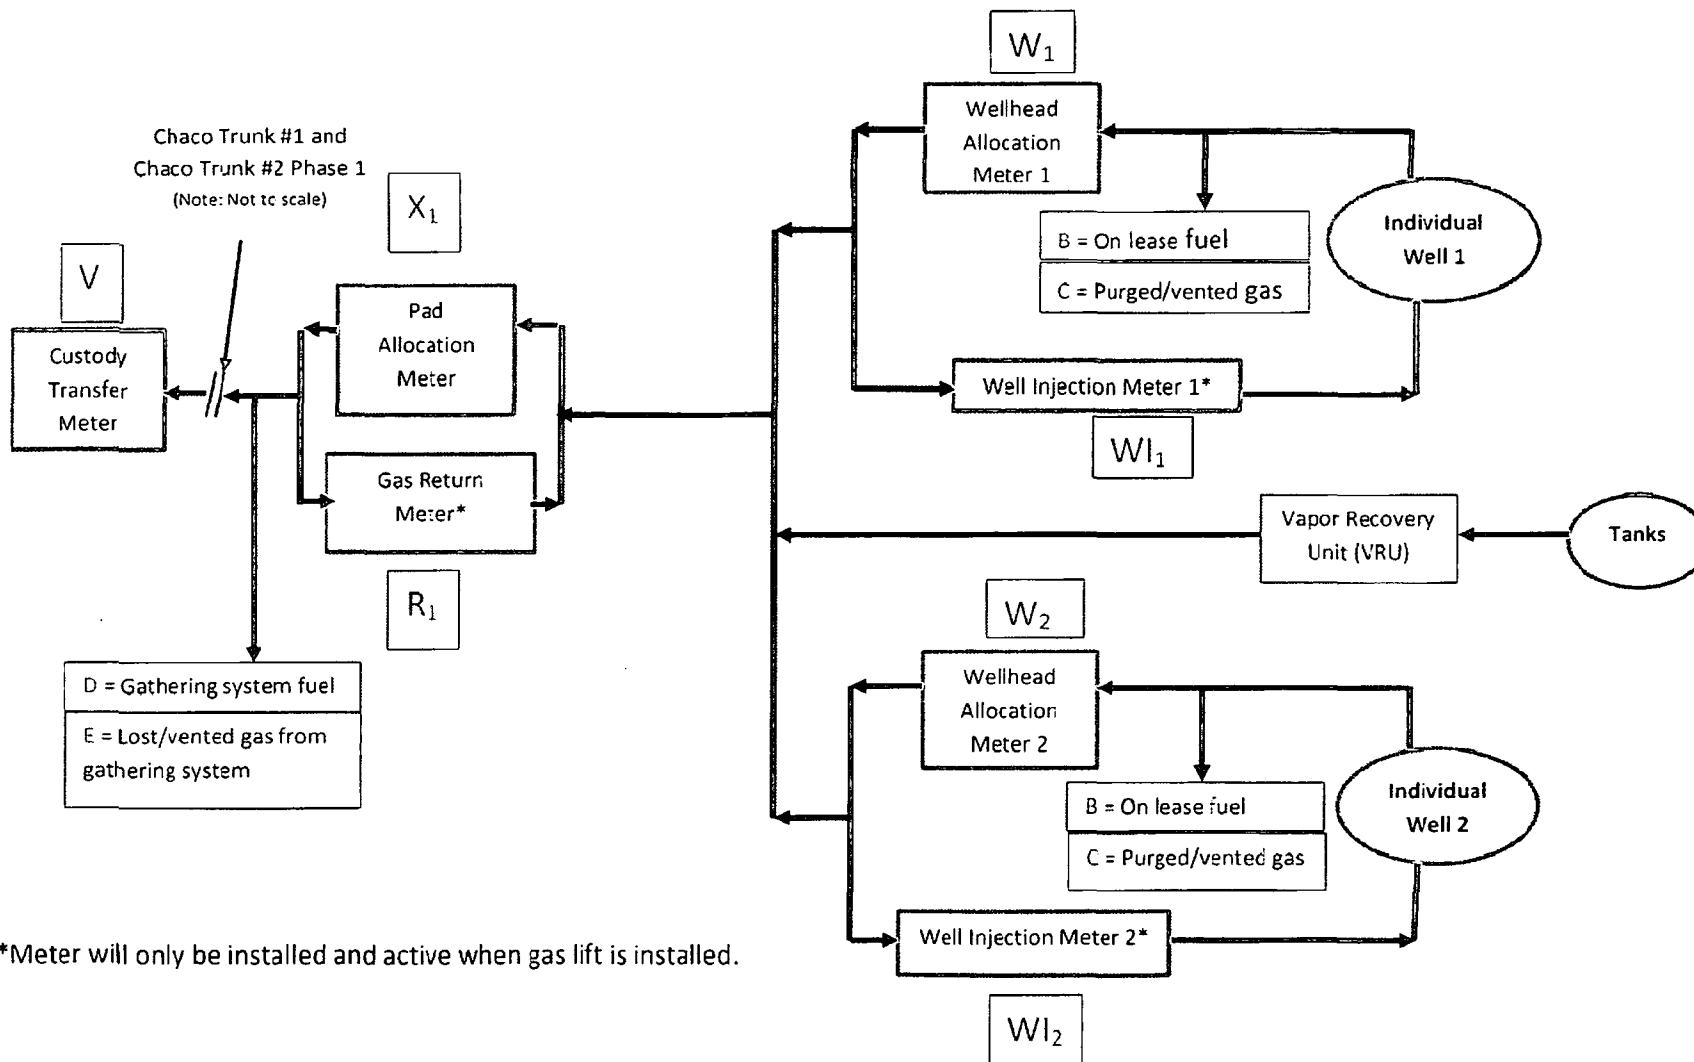 W₁
Wellhead
Allocation
Meter 1
Chaco Trunk #1 and
Chaco Trunk #2 Phase 1
(Note: Not to scale)
X₁
B = On lease fuel
C = Purged/vented gas
Individual
Well 1
V
Custody
Transfer
Meter
Pad
Allocation
Meter
Well Injection Meter 1*
WI₁
Gas Return
Meter*
R₁
Vapor Recovery
Unit (VRU)
Tanks
W₂
Wellhead
Allocation
Meter 2
D = Gathering system fuel
E = Lost/vented gas from
gathering system
B = On lease fuel
C = Purged/vented gas
Individual
Well 2
Well Injection Meter 2*
WI₂
*Meter will only be installed and active when gas lift is installed.